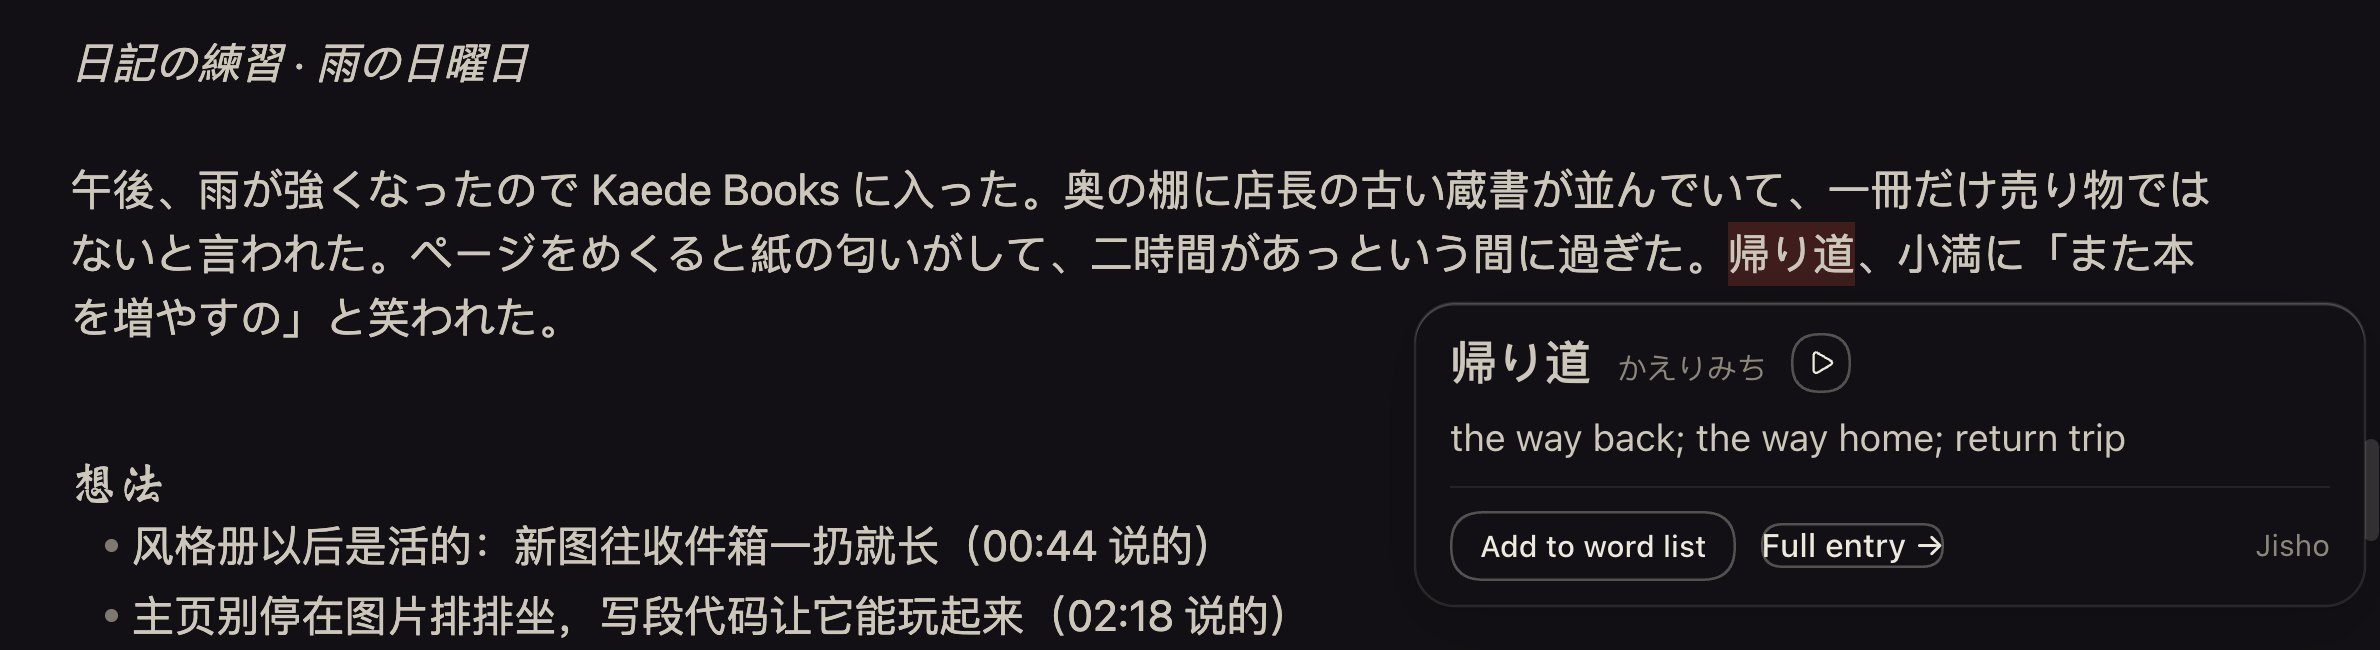 日記の練習 · 雨の日曜日
午後、雨が強くなったので Kaede Books に入った。奥の棚に店長の古い蔵書が並んでいて、一冊だけ売り物では
ないと言われた。ページをめくると紙の匂いがして、二時間があっという間に過ぎた。帰り道、小満に「また本
を増やすの」と笑われた。
帰り道 かえりみち
the way back; the way home; return trip
Add to word list Full entry → Jisho
想法
• 风格册以后是活的：新图往收件箱一扔就长（00:44 说的）
• 主页别停在图片排排坐，写段代码让它能玩起来（02:18 说的）